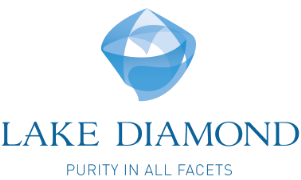 LAKE DIAMOND
PURITY IN ALL FACETS